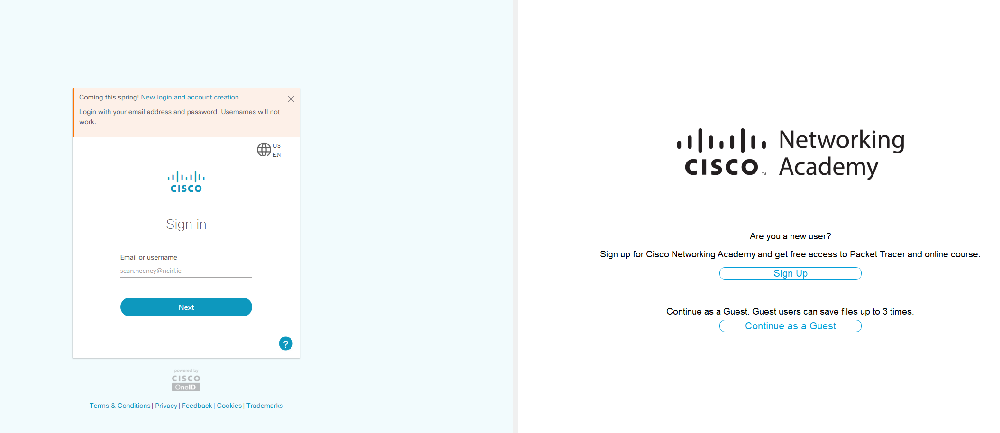 Coming this spring! New login and account creation.
Login with your email address and password. Usernames will not
work.
US
EN
CISCO
Sign in
Email or username
sean.heeney@ncirl.ie
Next
?
powered by
CISCO
OneID
Terms & Conditions | Privacy | Feedback | Cookies | Trademarks
Networking
CISCO™ Academy
Are you a new user?
Sign up for Cisco Networking Academy and get free access to Packet Tracer and online course.
Sign Up
Continue as a Guest. Guest users can save files up to 3 times.
Continue as a Guest